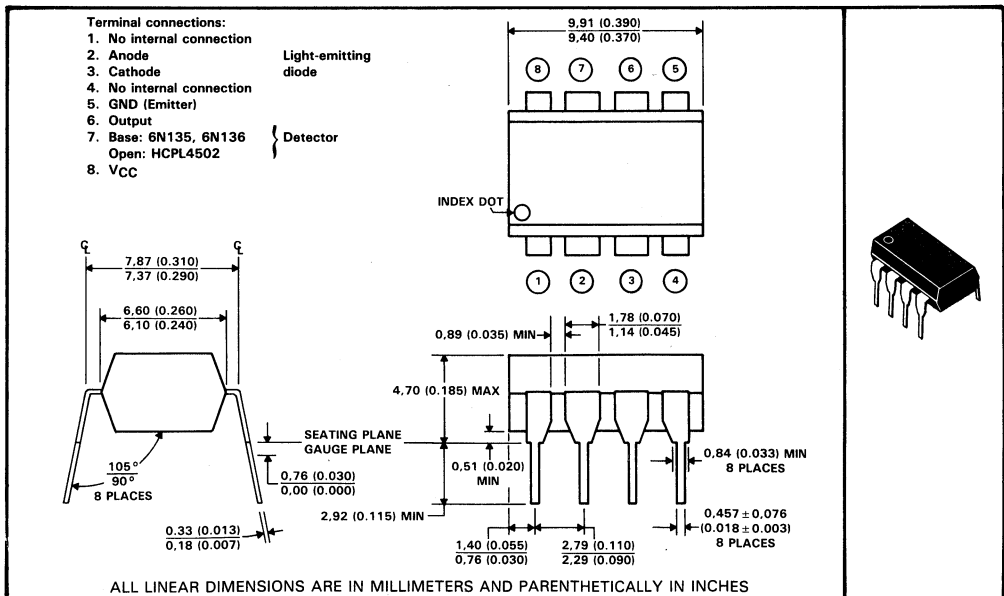 Terminal connections:
1. No internal connection
2. Anode Light-emitting
3. Cathode diode
4. No internal connection
5. GND (Emitter)
6. Output
7. Base: 6N135, 6N136 } Detector
Open: HCPL4502
8. VCC
9,91 (0.390)
9,40 (0.370)
8 7 6 5
INDEX DOT
1 2 3 4
℄ ℄
7,87 (0.310)
7,37 (0.290)
6,60 (0.260)
6,10 (0.240)
105°
90°
8 PLACES
0.33 (0.013)
0,18 (0.007)
SEATING PLANE
GAUGE PLANE
0,76 (0.030)
0,00 (0.000)
0,89 (0.035) MIN
1,78 (0.070)
1,14 (0.045)
4,70 (0.185) MAX
0,51 (0.020)
MIN
2,92 (0.115) MIN
0,84 (0.033) MIN
8 PLACES
0,457 ± 0,076
(0.018 ± 0.003)
8 PLACES
1,40 (0.055)
0,76 (0.030)
2,79 (0.110)
2,29 (0.090)
ALL LINEAR DIMENSIONS ARE IN MILLIMETERS AND PARENTHETICALLY IN INCHES